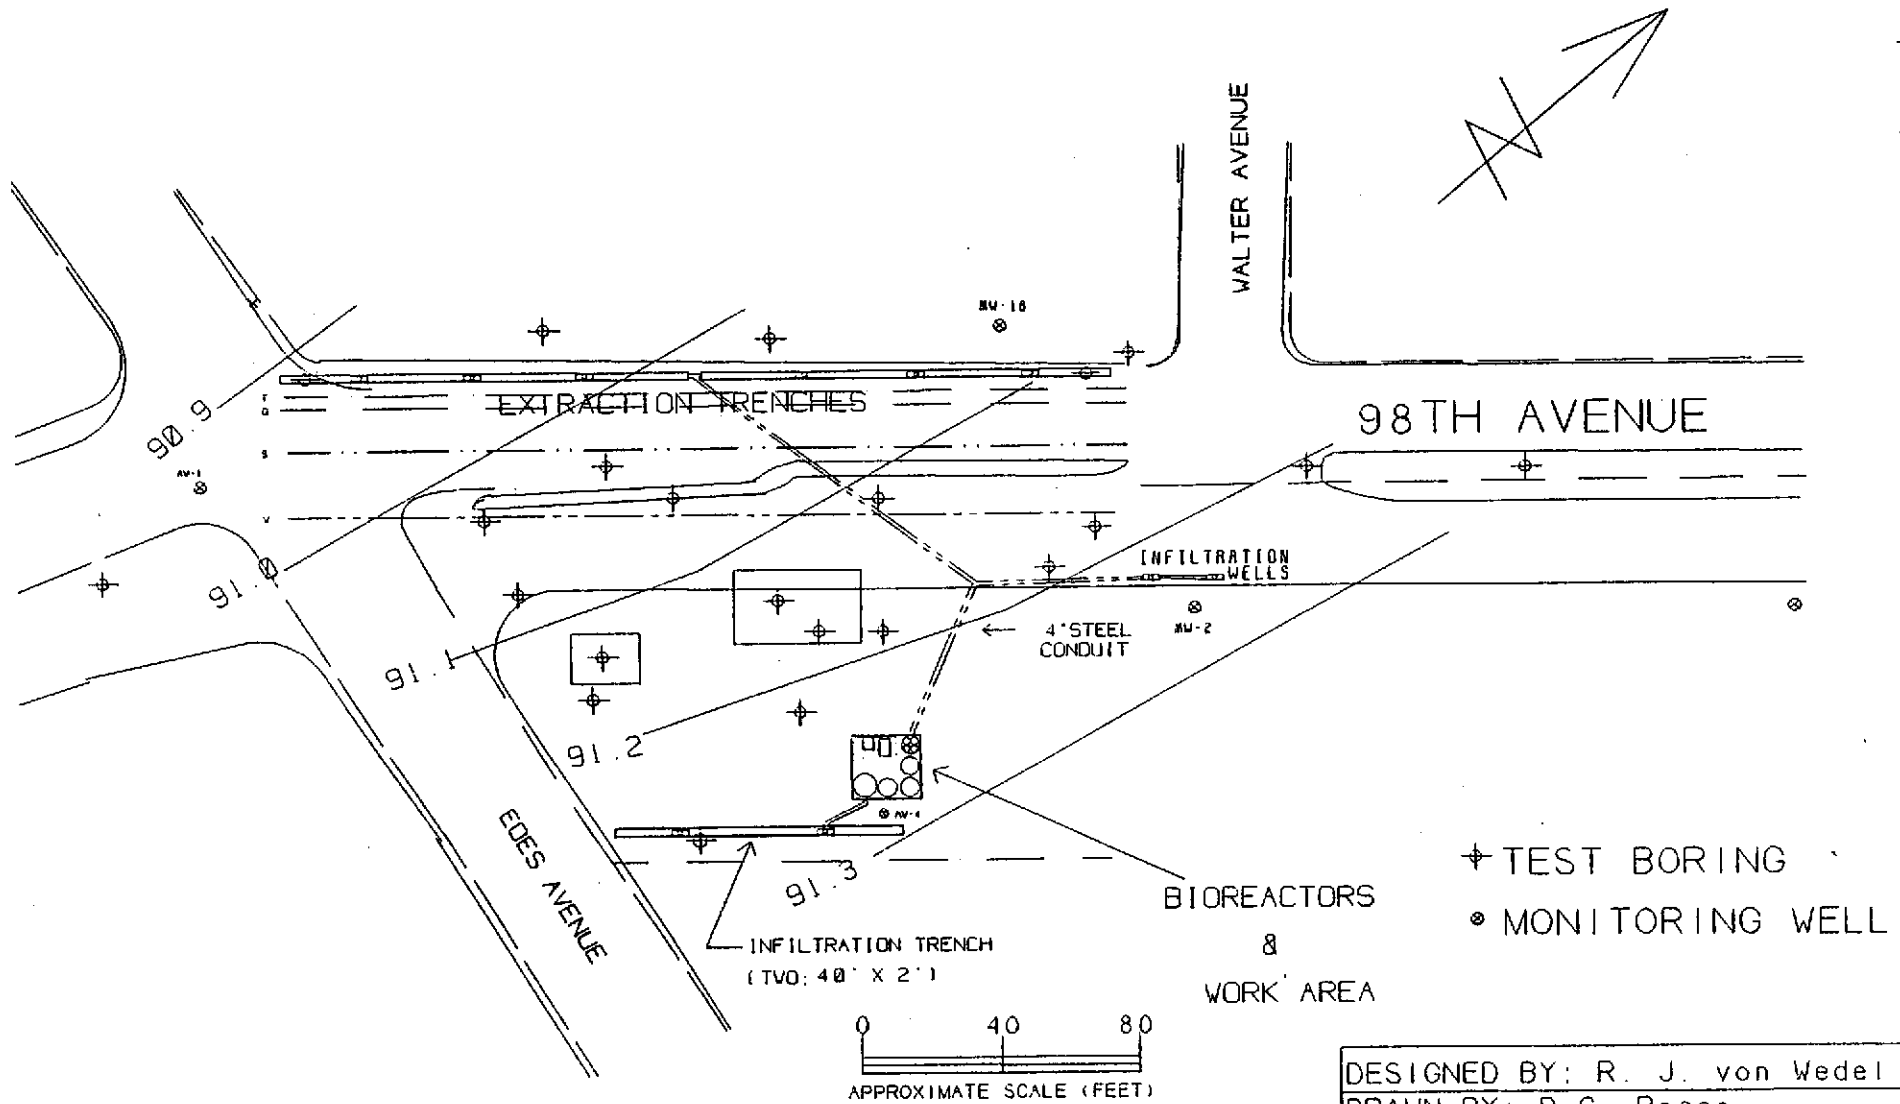 N
WALTER AVENUE
MW-18
EXTRACTION TRENCHES
98TH AVENUE
90.9
S
91.0
INFILTRATION
WELLS
MW-2
4"STEEL
CONDUIT
91.1
91.2
EDES AVENUE
91.3
BIOREACTORS
&
WORK AREA
INFILTRATION TRENCH
(TWO: 40' X 2')
TEST BORING
MONITORING WELL
0 40 80
APPROXIMATE SCALE (FEET)
DESIGNED BY: R. J. von Wedel